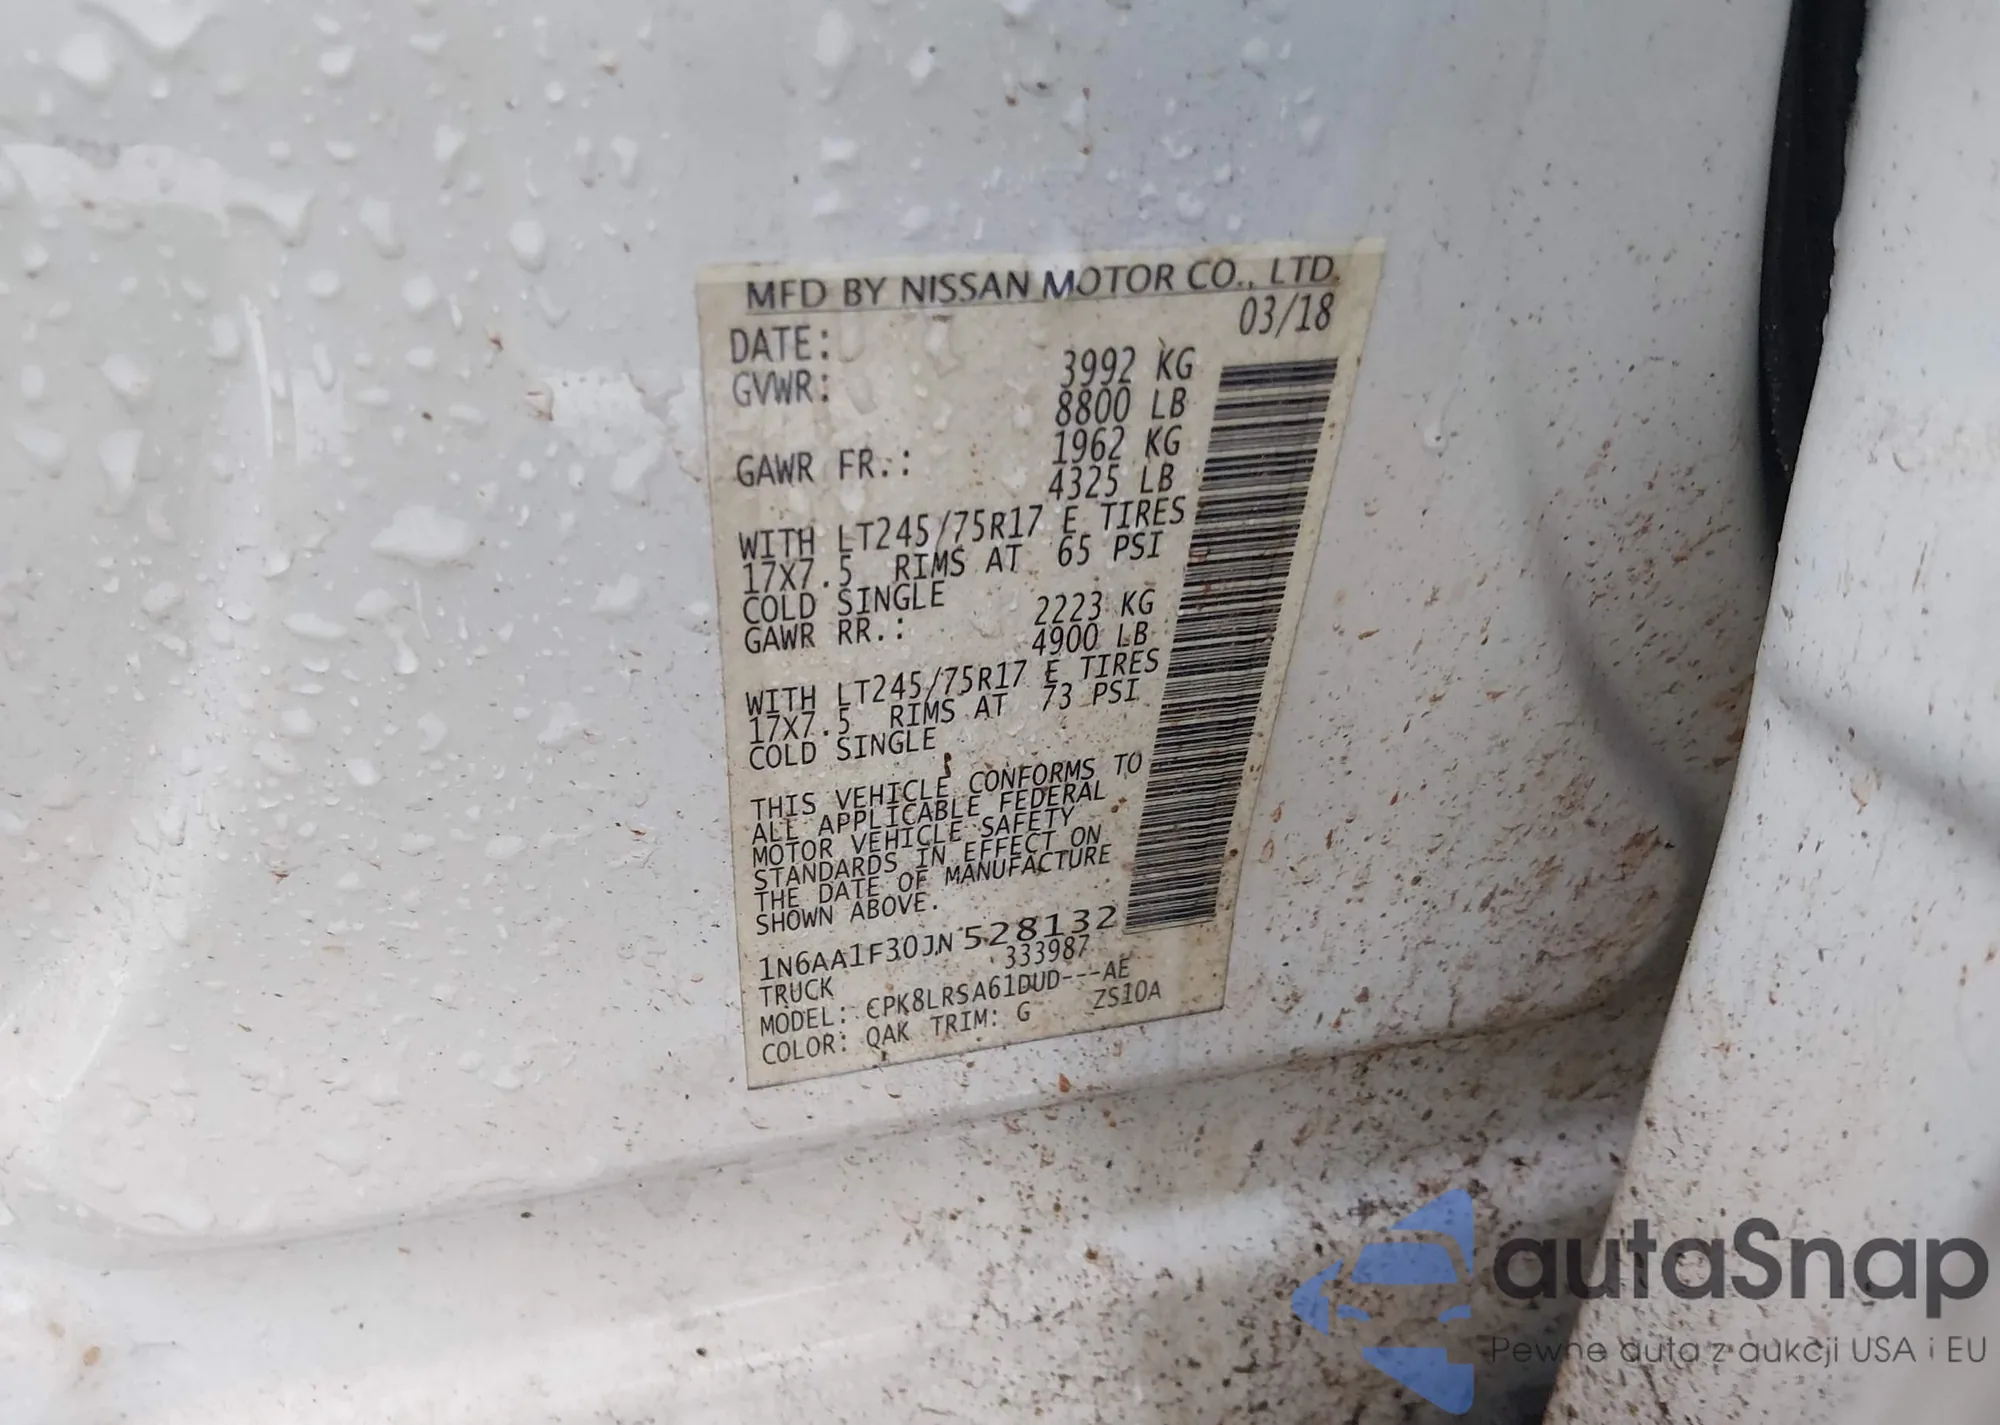 MFD BY NISSAN MOTOR CO., LTD.
DATE: 03/18
GVWR: 3992 KG
8800 LB
GAWR FR.: 1962 KG
4325 LB
WITH LT245/75R17 E TIRES
17X7.5 RIMS AT 65 PSI
COLD SINGLE
GAWR RR.: 2223 KG
4900 LB
WITH LT245/75R17 E TIRES
17X7.5 RIMS AT 73 PSI
COLD SINGLE
THIS VEHICLE CONFORMS TO
ALL APPLICABLE FEDERAL
MOTOR VEHICLE SAFETY
STANDARDS IN EFFECT ON
THE DATE OF MANUFACTURE
SHOWN ABOVE.
1N6AA1F30JN528132
TRUCK 333987
MODEL: CPK8LRSA61DUD---AE
COLOR: QAK TRIM: G ZS10A
autaSnap
Pewne auta z aukcji USA i EU